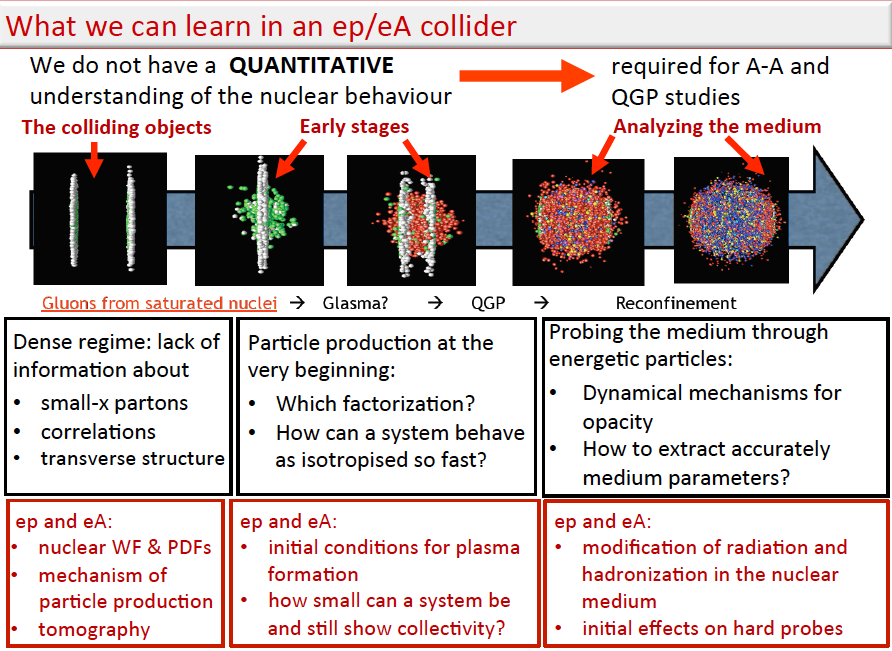 What we can learn in an ep/eA collider
We do not have a QUANTITATIVE
understanding of the nuclear behaviour
required for A-A and
QGP studies
The colliding objects
Early stages
Analyzing the medium
Gluons from saturated nuclei → Glasma? → QGP → Reconfinement
Dense regime: lack of
information about
• small-x partons
• correlations
• transverse structure
Particle production at the
very beginning:
• Which factorization?
• How can a system behave
as isotropised so fast?
Probing the medium through
energetic particles:
• Dynamical mechanisms for
opacity
• How to extract accurately
medium parameters?
ep and eA:
• nuclear WF & PDFs
• mechanism of
particle production
• tomography
ep and eA:
• initial conditions for plasma
formation
• how small can a system be
and still show collectivity?
ep and eA:
• modification of radiation and
hadronization in the nuclear
medium
• initial effects on hard probes